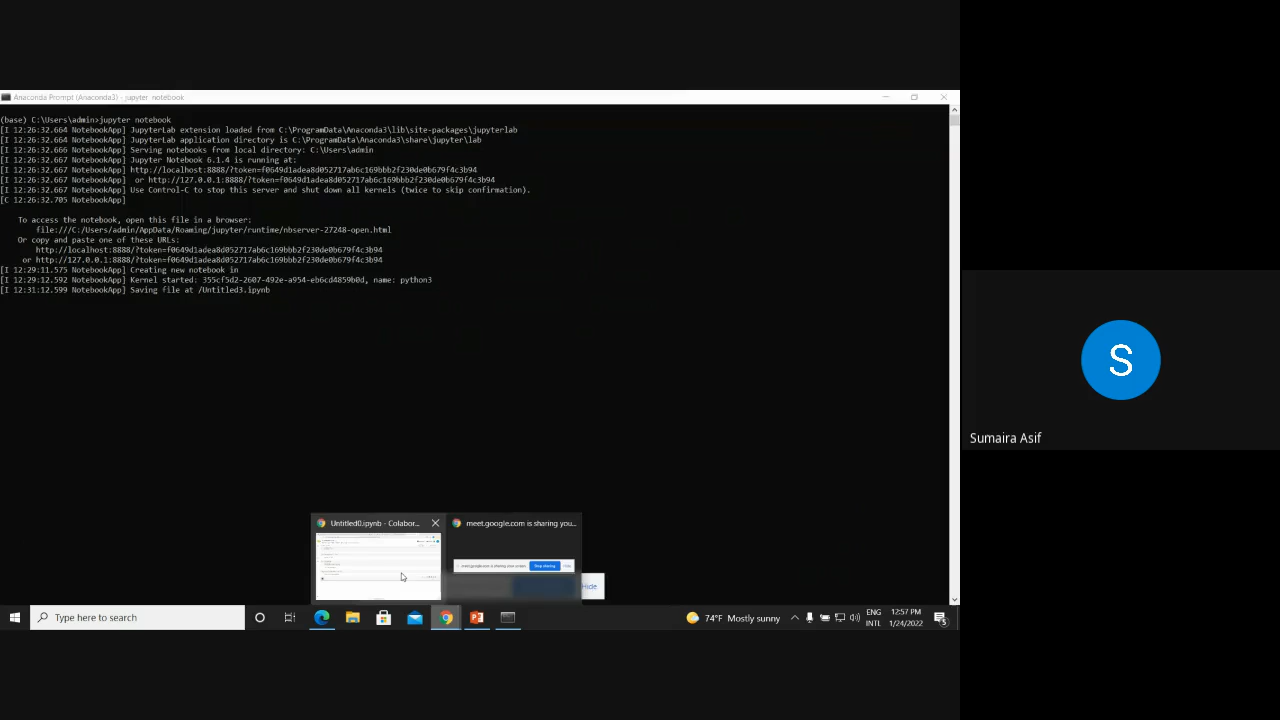 Anaconda Prompt (Anaconda3) - jupyter notebook
(base) C:\Users\admin>jupyter notebook
[I 12:26:32.664 NotebookApp] JupyterLab extension loaded from C:\ProgramData\Anaconda3\lib\site-packages\jupyterlab
[I 12:26:32.664 NotebookApp] JupyterLab application directory is C:\ProgramData\Anaconda3\share\jupyter\lab
[I 12:26:32.666 NotebookApp] Serving notebooks from local directory: C:\Users\admin
[I 12:26:32.667 NotebookApp] Jupyter Notebook 6.1.4 is running at:
[I 12:26:32.667 NotebookApp] http://localhost:8888/?token=f0649d1adea8d052717ab6c169bbb2f230de0b679f4c3b94
[I 12:26:32.667 NotebookApp]  or http://127.0.0.1:8888/?token=f0649d1adea8d052717ab6c169bbb2f230de0b679f4c3b94
[I 12:26:32.667 NotebookApp] Use Control-C to stop this server and shut down all kernels (twice to skip confirmation).
[C 12:26:32.705 NotebookApp]
To access the notebook, open this file in a browser:
file:///C:/Users/admin/AppData/Roaming/jupyter/runtime/nbserver-27248-open.html
Or copy and paste one of these URLs:
http://localhost:8888/?token=f0649d1adea8d052717ab6c169bbb2f230de0b679f4c3b94
or http://127.0.0.1:8888/?token=f0649d1adea8d052717ab6c169bbb2f230de0b679f4c3b94
[I 12:29:11.575 NotebookApp] Creating new notebook in
[I 12:29:12.592 NotebookApp] Kernel started: 355cf5d2-2607-492e-a954-eb6cd4859b0d, name: python3
[I 12:31:12.599 NotebookApp] Saving file at /Untitled3.ipynb
S
Sumaira Asif
Untitled0.ipynb - Colabor...
meet.google.com is sharing you...
meet.google.com is sharing your screen.
Stop sharing
Hide
Hide
Type here to search
74°F Mostly sunny
ENG
INTL
12:57 PM
1/24/2022
5